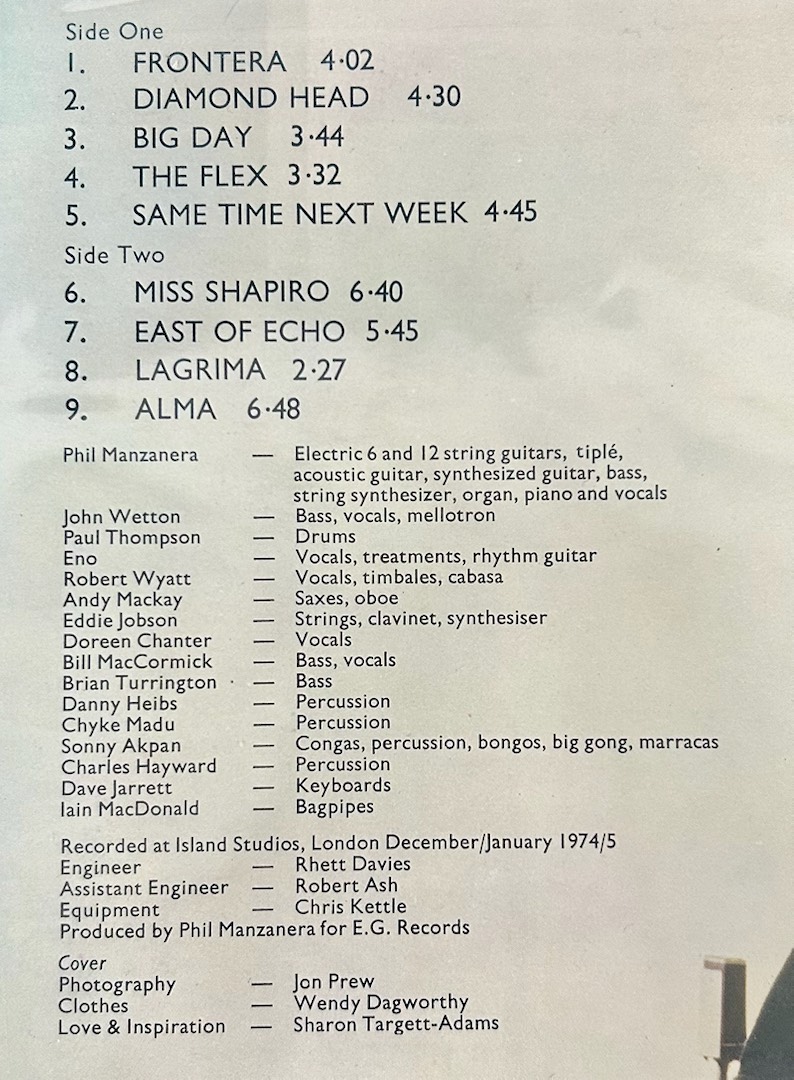 Side One
1. FRONTERA 4·02
2. DIAMOND HEAD 4·30
3. BIG DAY 3·44
4. THE FLEX 3·32
5. SAME TIME NEXT WEEK 4·45
Side Two
6. MISS SHAPIRO 6·40
7. EAST OF ECHO 5·45
8. LAGRIMA 2·27
9. ALMA 6·48
Phil Manzanera — Electric 6 and 12 string guitars, tiplé,
acoustic guitar, synthesized guitar, bass,
string synthesizer, organ, piano and vocals
John Wetton — Bass, vocals, mellotron
Paul Thompson — Drums
Eno — Vocals, treatments, rhythm guitar
Robert Wyatt — Vocals, timbales, cabasa
Andy Mackay — Saxes, oboe
Eddie Jobson — Strings, clavinet, synthesiser
Doreen Chanter — Vocals
Bill MacCormick — Bass, vocals
Brian Turrington — Bass
Danny Heibs — Percussion
Chyke Madu — Percussion
Sonny Akpan — Congas, percussion, bongos, big gong, marracas
Charles Hayward — Percussion
Dave Jarrett — Keyboards
Iain MacDonald — Bagpipes
Recorded at Island Studios, London December/January 1974/5
Engineer — Rhett Davies
Assistant Engineer — Robert Ash
Equipment — Chris Kettle
Produced by Phil Manzanera for E.G. Records
Cover
Photography — Jon Prew
Clothes — Wendy Dagworthy
Love & Inspiration — Sharon Targett-Adams